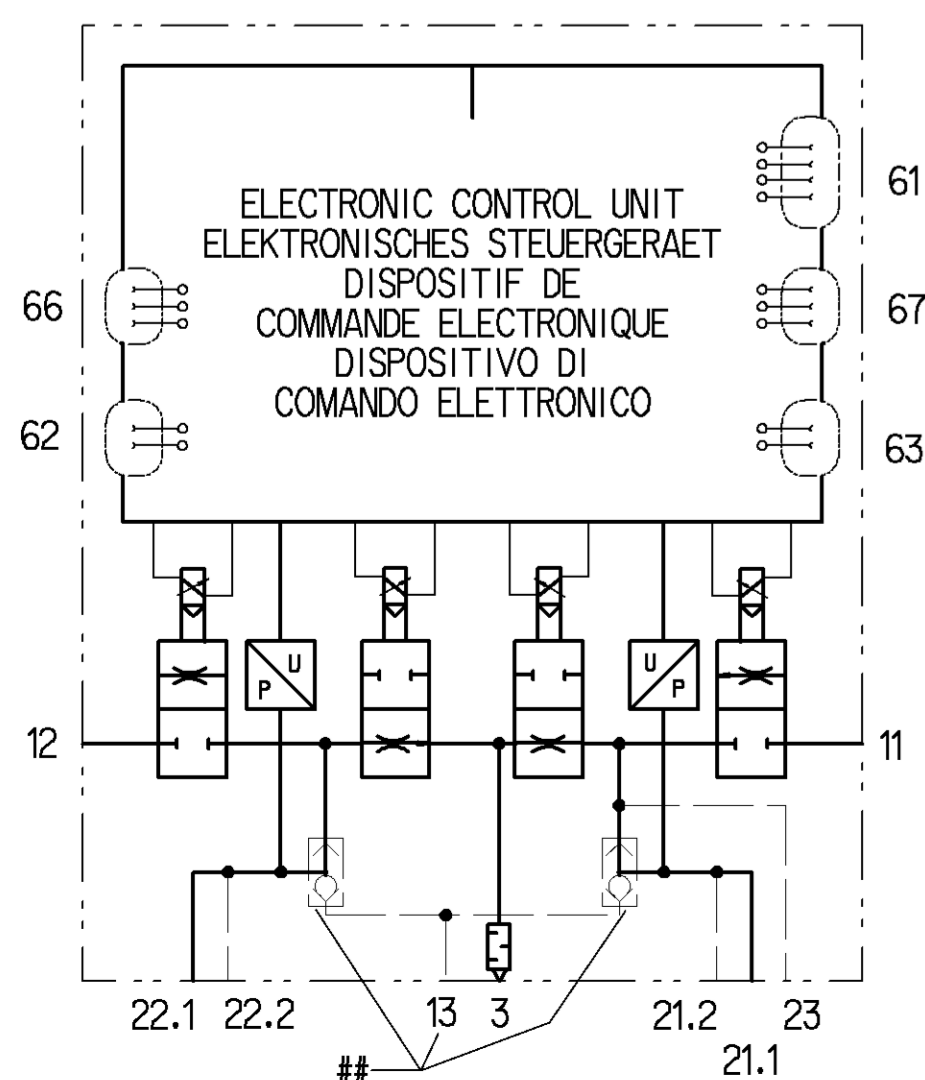 ELECTRONIC CONTROL UNIT
ELEKTRONISCHES STEUERGERAET
DISPOSITIF DE
COMMANDE ELECTRONIQUE
DISPOSITIVO DI
COMANDO ELETTRONICO
61
66
67
62
63
U
P
U
P
12
11
22.1
22.2
13
3
21.2
23
21.1
##